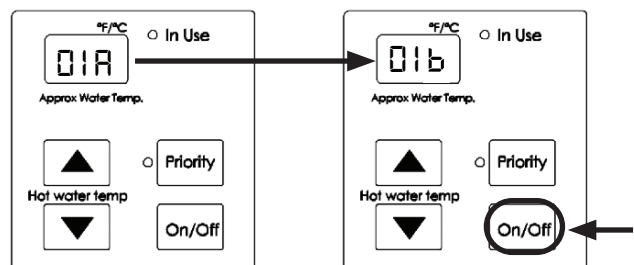 °F/°C
In Use
01A
Approx Water Temp.
Priority
Hot water temp
On/Off
°F/°C
In Use
01b
Approx Water Temp.
Priority
Hot water temp
On/Off